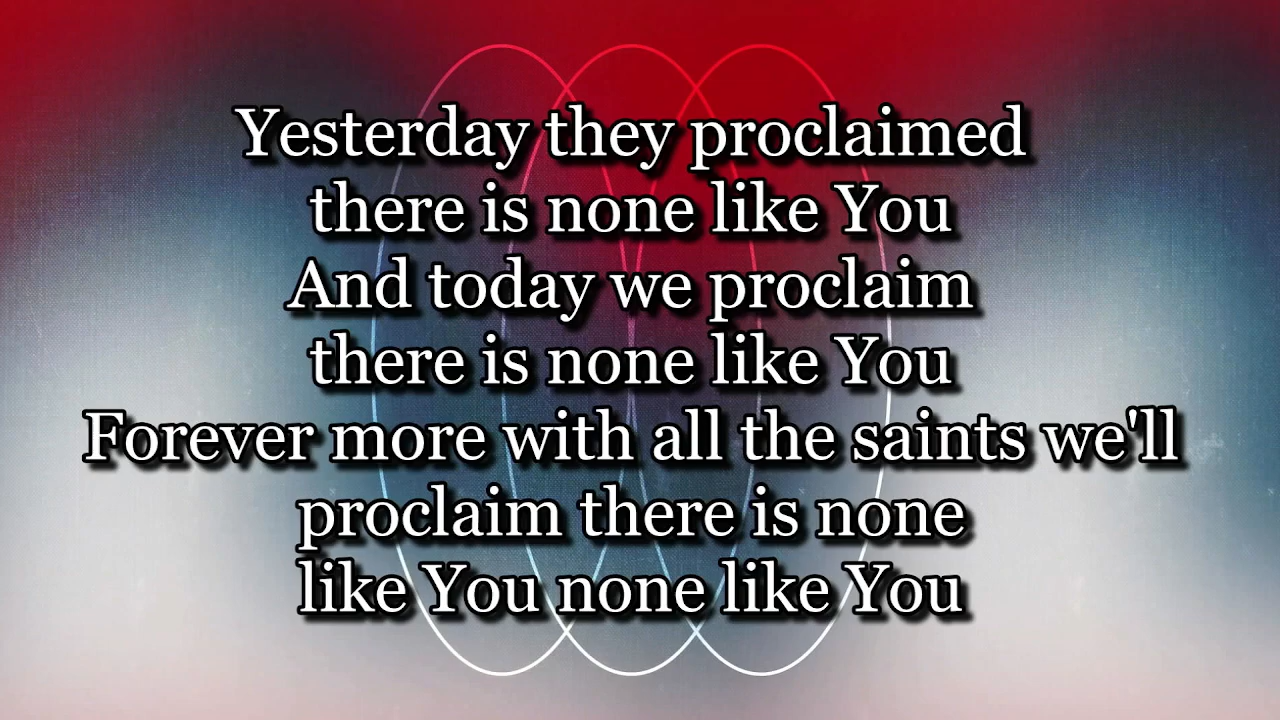 Yesterday they proclaimed
there is none like You
And today we proclaim
there is none like You
Forever more with all the saints we'll
proclaim there is none
like You none like You